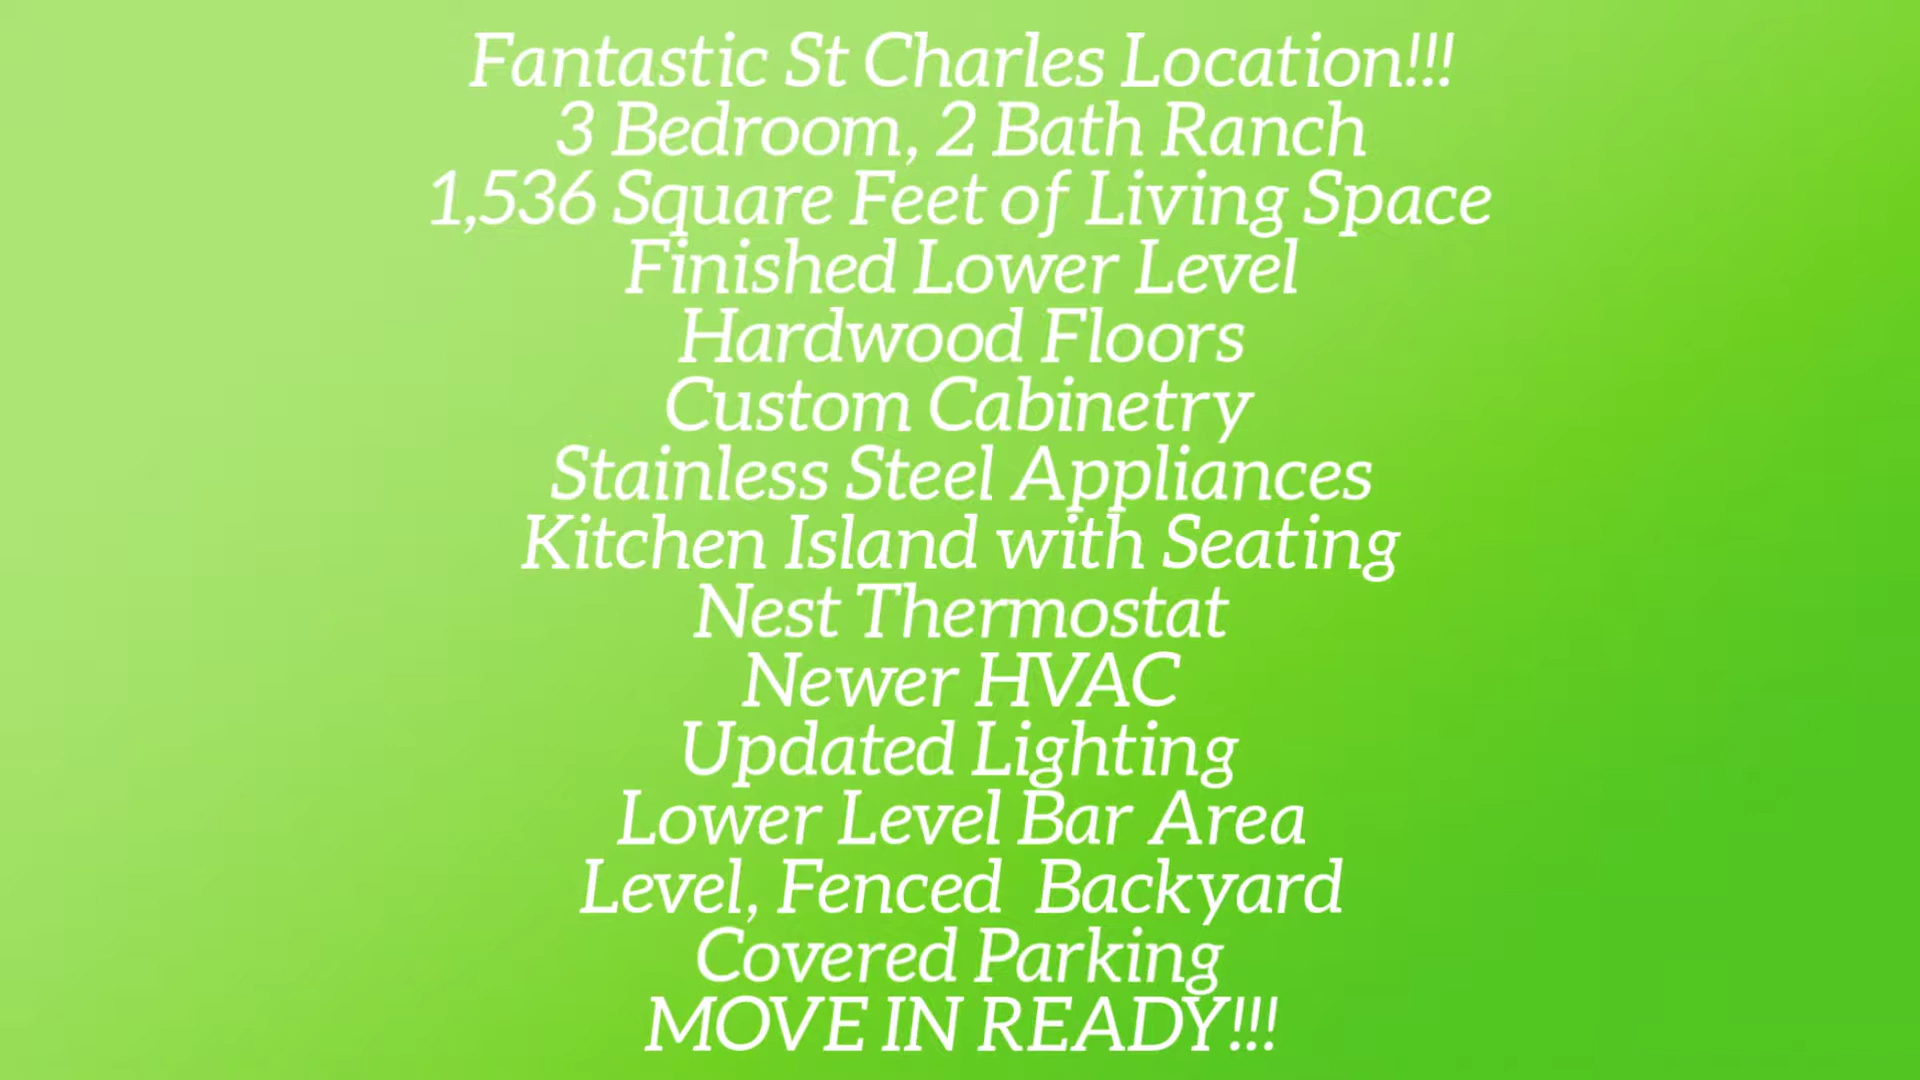 Fantastic St Charles Location!!!
3 Bedroom, 2 Bath Ranch
1,536 Square Feet of Living Space
Finished Lower Level
Hardwood Floors
Custom Cabinetry
Stainless Steel Appliances
Kitchen Island with Seating
Nest Thermostat
Newer HVAC
Updated Lighting
Lower Level Bar Area
Level, Fenced  Backyard
Covered Parking
MOVE IN READY!!!